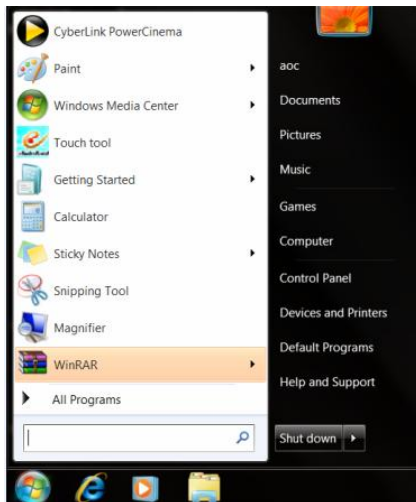 CyberLink PowerCinema
Paint
Windows Media Center
Touch tool
Getting Started
Calculator
Sticky Notes
Snipping Tool
Magnifier
WinRAR
All Programs
aoc
Documents
Pictures
Music
Games
Computer
Control Panel
Devices and Printers
Default Programs
Help and Support
Shut down